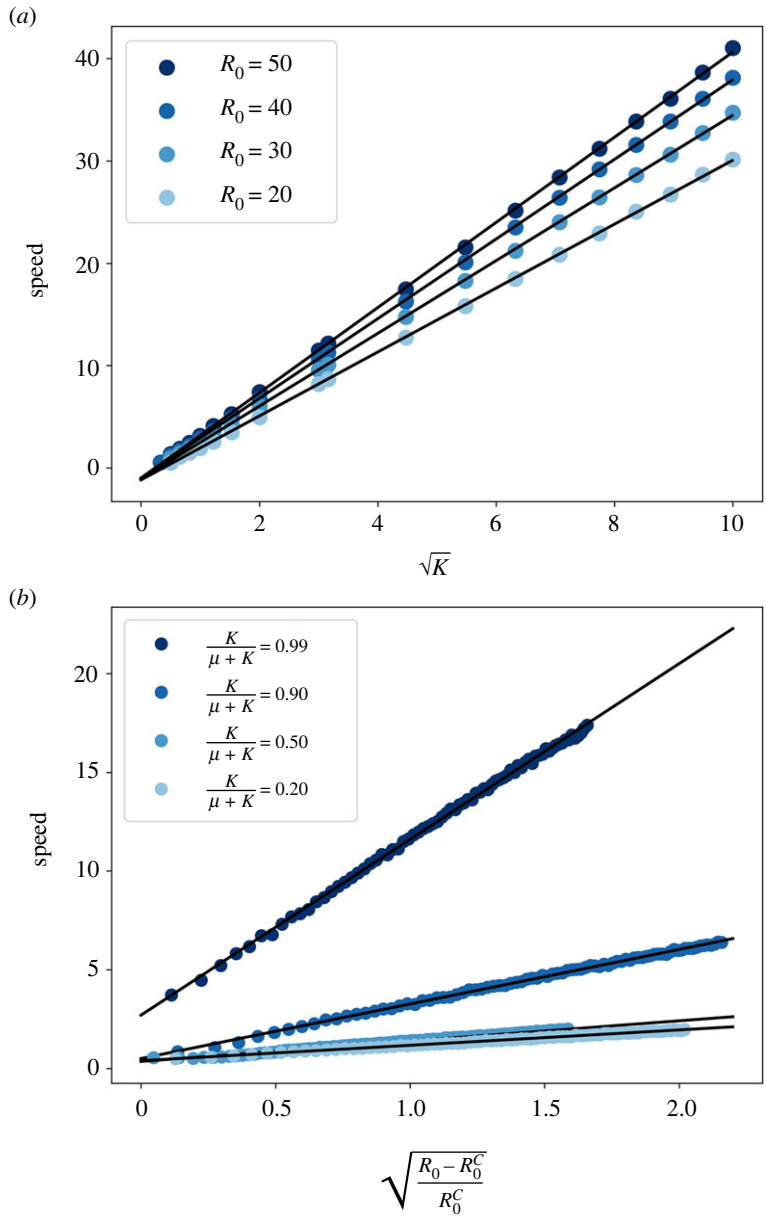 (a)
40
30
20
10
0
speed
R₀ = 50
R₀ = 40
R₀ = 30
R₀ = 20
0 2 4 6 8 10
√K
(b)
20
15
10
5
0
speed
K/(μ + K) = 0.99
K/(μ + K) = 0.90
K/(μ + K) = 0.50
K/(μ + K) = 0.20
0 0.5 1.0 1.5 2.0
√((R₀ − R₀ᶜ)/R₀ᶜ)